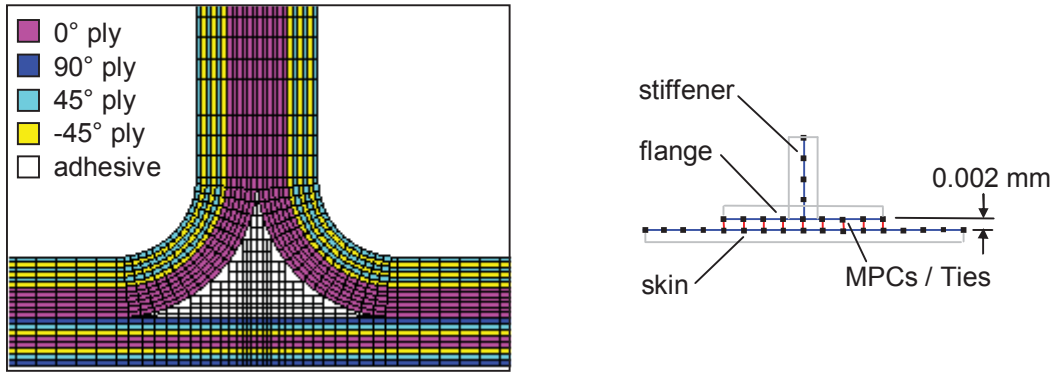 0° ply
90° ply
45° ply
-45° ply
adhesive
stiffener
flange
0.002 mm
MPCs / Ties
skin